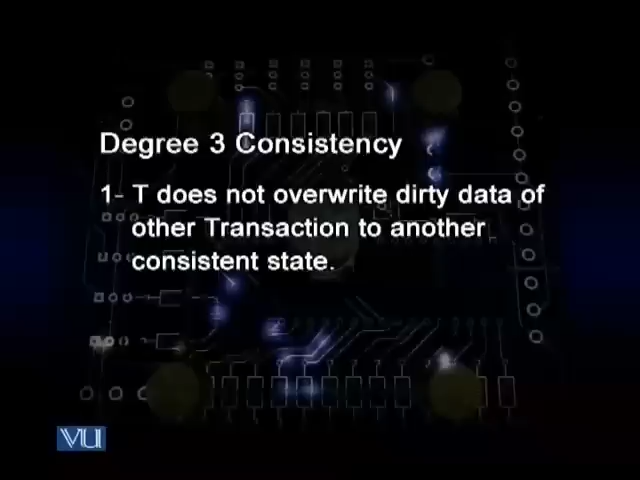 Degree 3 Consistency
1- T does not overwrite dirty data of
other Transaction to another
consistent state.
VU